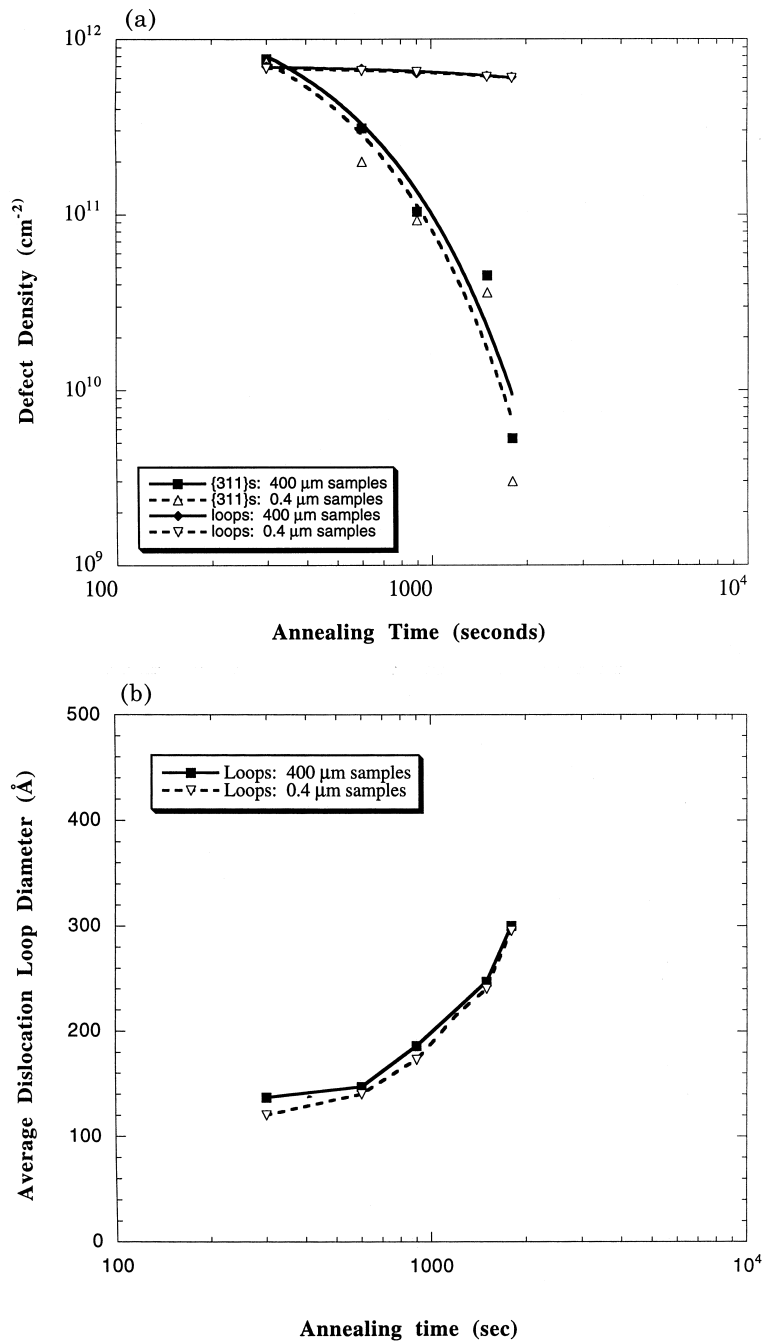 (a)
10¹²
10¹¹
10¹⁰
10⁹
Defect Density (cm⁻²)
{311}s: 400 µm samples
{311}s: 0.4 µm samples
loops: 400 µm samples
loops: 0.4 µm samples
100
1000
10⁴
Annealing Time (seconds)
(b)
500
400
300
200
100
0
Average Dislocation Loop Diameter (Å)
Loops: 400 µm samples
Loops: 0.4 µm samples
100
1000
10⁴
Annealing time (sec)